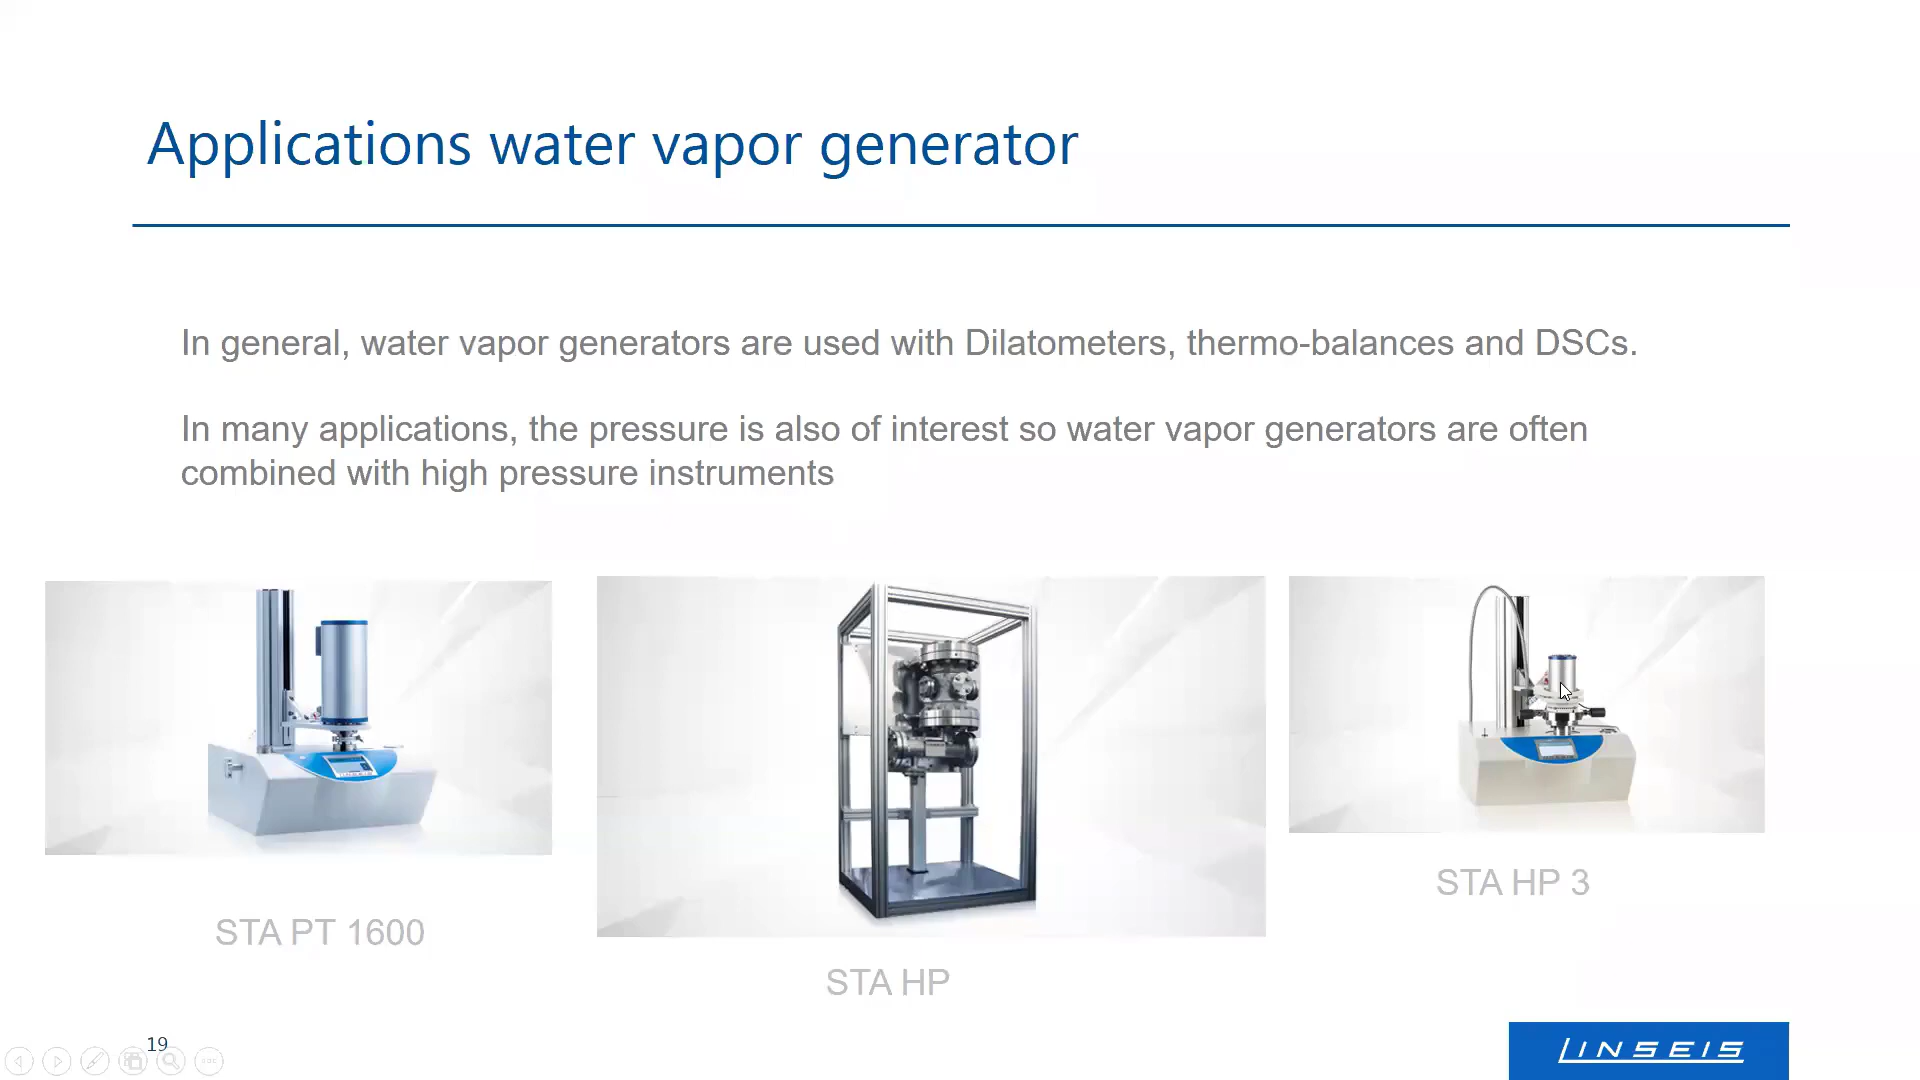 Applications water vapor generator
In general, water vapor generators are used with Dilatometers, thermo-balances and DSCs.
In many applications, the pressure is also of interest so water vapor generators are often
combined with high pressure instruments
STA PT 1600
STA HP
STA HP 3
19
LINSEIS